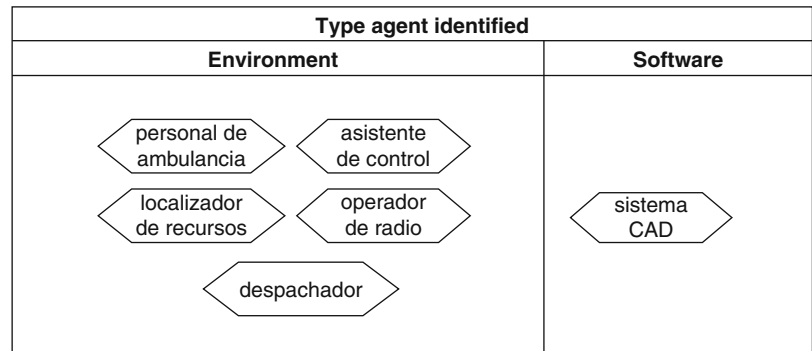 Type agent identified
Environment
Software
personal de
ambulancia
asistente
de control
localizador
de recursos
operador
de radio
sistema
CAD
despachador